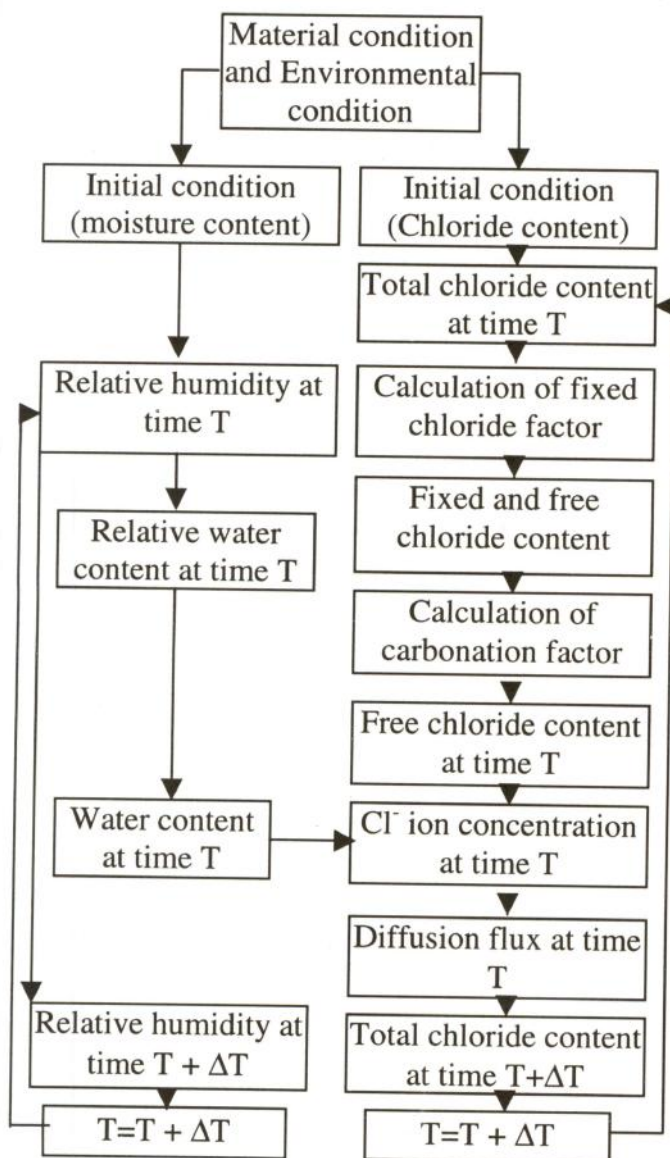 Material condition
and Environmental
condition
Initial condition
(moisture content)
Relative humidity at
time T
Relative water
content at time T
Water content
at time T
Relative humidity at
time T + ΔT
T=T + ΔT
Initial condition
(Chloride content)
Total chloride content
at time T
Calculation of fixed
chloride factor
Fixed and free
chloride content
Calculation of
carbonation factor
Free chloride content
at time T
Cl⁻ ion concentration
at time T
Diffusion flux at time
T
Total chloride content
at time T+ΔT
T=T + ΔT